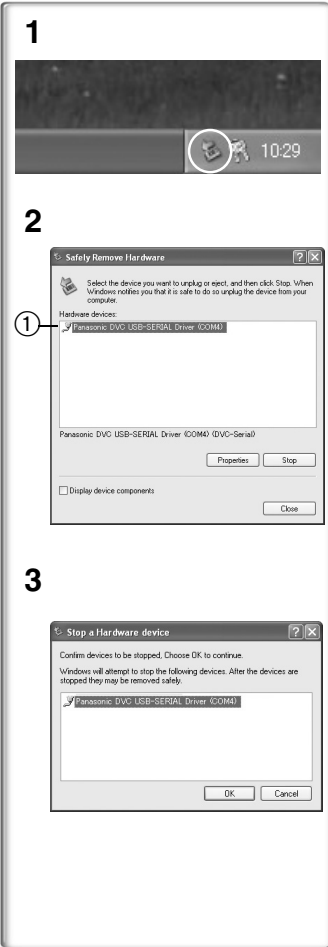 1
10:29
2
Safely Remove Hardware
Select the device you want to unplug or eject, and then click Stop. When
Windows notifies you that it is safe to do so unplug the device from your
computer.
Hardware devices:
1
Panasonic DVC USB-SERIAL Driver (COM4)
Panasonic DVC USB-SERIAL Driver (COM4) (DVC-Serial)
Properties
Stop
Display device components
Close
3
Stop a Hardware device
Confirm devices to be stopped, Choose OK to continue.
Windows will attempt to stop the following devices. After the devices are
stopped they may be removed safely.
Panasonic DVC USB-SERIAL Driver (COM4)
OK
Cancel